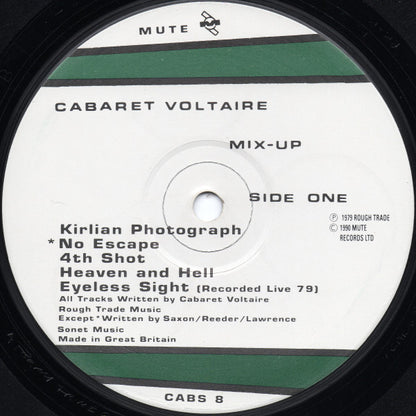 MUTE
CABARET VOLTAIRE
MIX-UP
SIDE ONE
Kirlian Photograph
*No Escape
4th Shot
Heaven and Hell
Eyeless Sight (Recorded Live 79)
All Tracks Written by Cabaret Voltaire
Rough Trade Music
Except*Written by Saxon/Reeder/Lawrence
Sonet Music
Made in Great Britain
Ⓟ 1979 ROUGH TRADE
© 1990 MUTE
RECORDS LTD
CABS 8